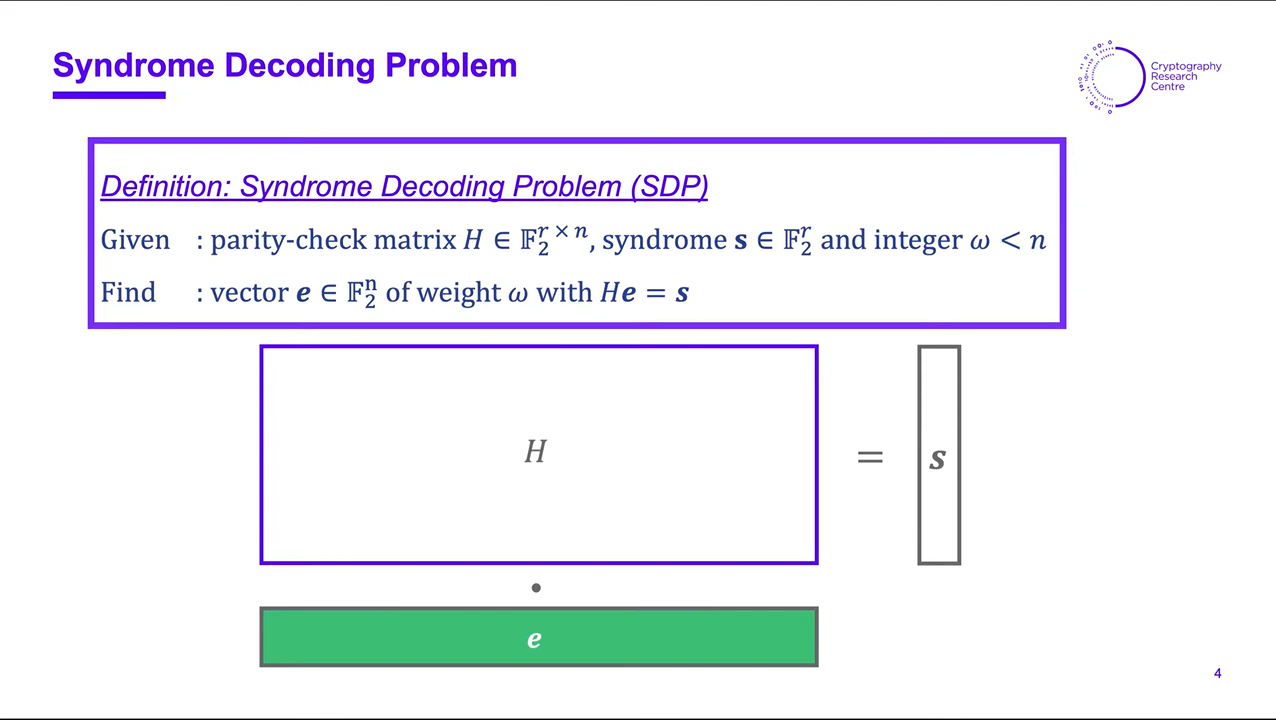 Syndrome Decoding Problem
Cryptography
Research
Centre
Definition: Syndrome Decoding Problem (SDP)
Given : parity-check matrix 𝐻 ∈ 𝔽₂^{r × n}, syndrome 𝐬 ∈ 𝔽₂^r and integer ω < n
Find : vector 𝒆 ∈ 𝔽₂^n of weight ω with 𝐻𝒆 = 𝒔
𝐻
=
𝒔
·
𝒆
4